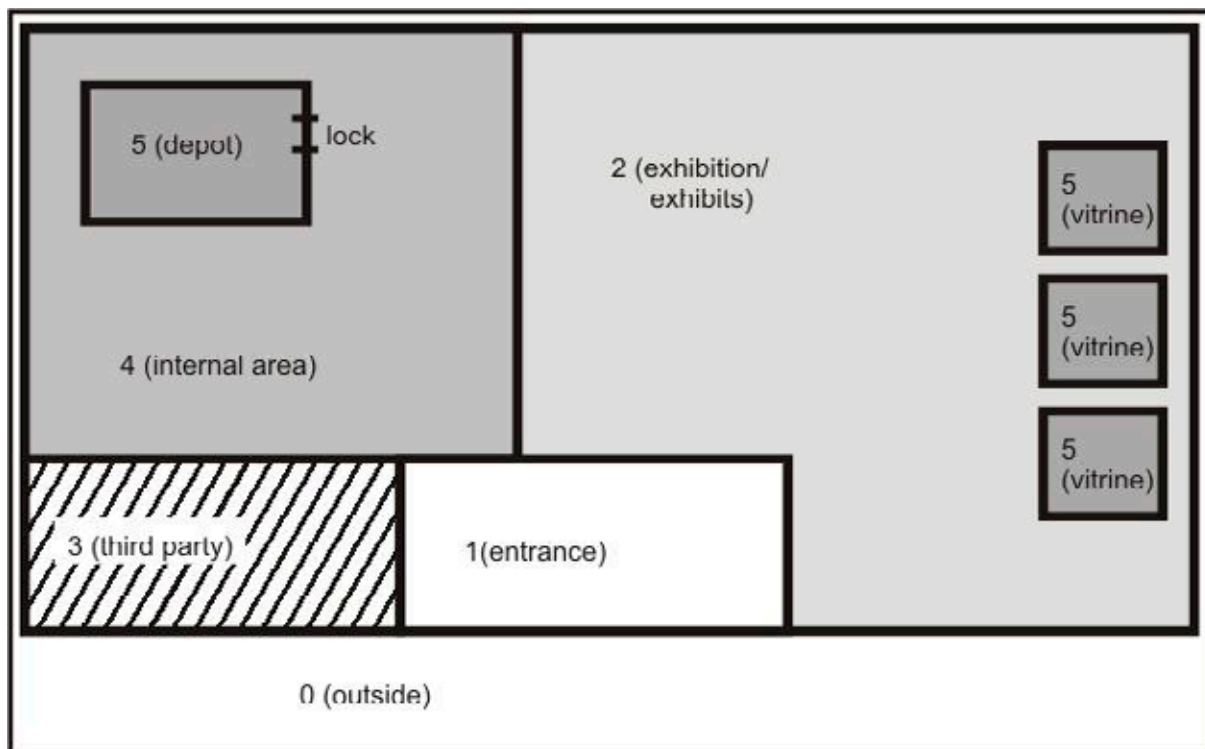 5 (depot)
lock
2 (exhibition/
exhibits)
5
(vitrine)
5
(vitrine)
4 (internal area)
5
(vitrine)
3 (third party)
1(entrance)
0 (outside)